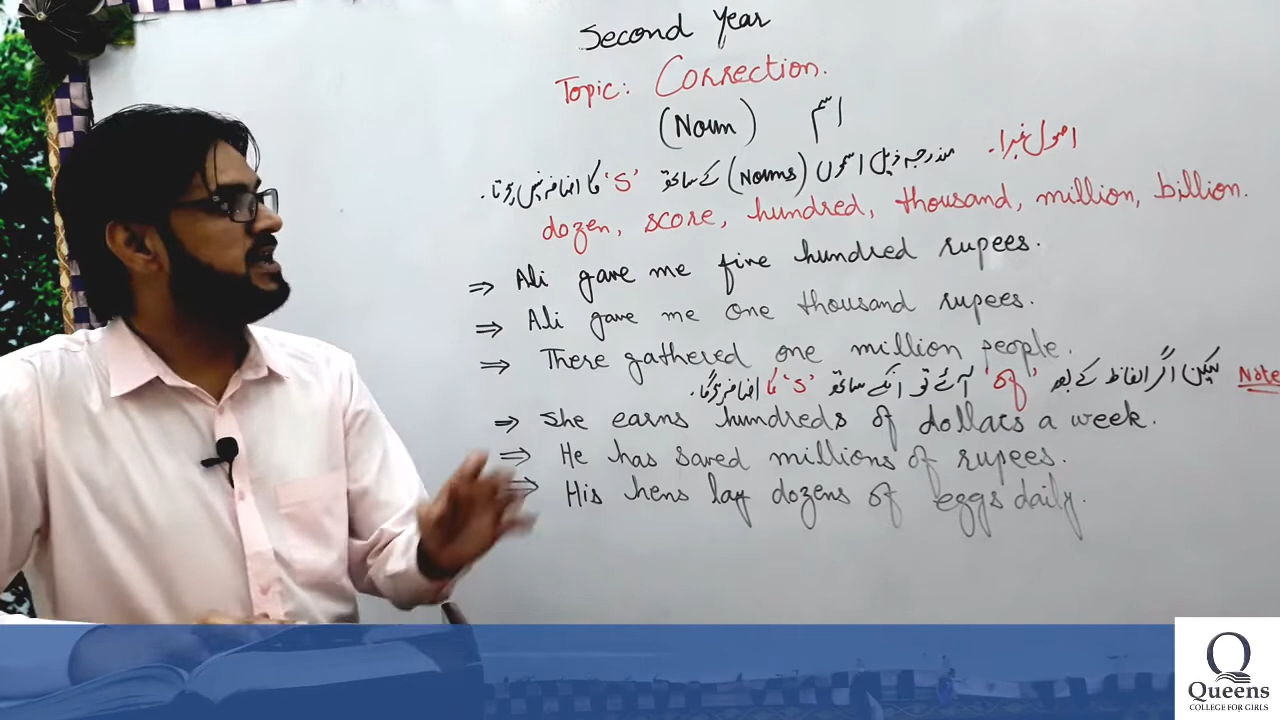 Second Year
Topic: Correction.
(Noun) اسم
اصول نمبر1۔ مندرجہ ذیل اسموں (Nouns) کے ساتھ 'S' کا اضافہ نہیں ہوتا۔
dozen, score, hundred, thousand, million, billion.
⇒ Ali gave me five hundred rupees.
⇒ Ali gave me one thousand rupees.
⇒ There gathered one million people.
Note لیکن اگر الفاظ کے بعد 'of' آئے تو انکے ساتھ 'S' کا اضافہ ہوگا۔
⇒ She earns hundreds of dollars a week.
⇒ He has saved millions of rupees.
⇒ His hens lay dozens of eggs daily.
Queens
COLLEGE FOR GIRLS